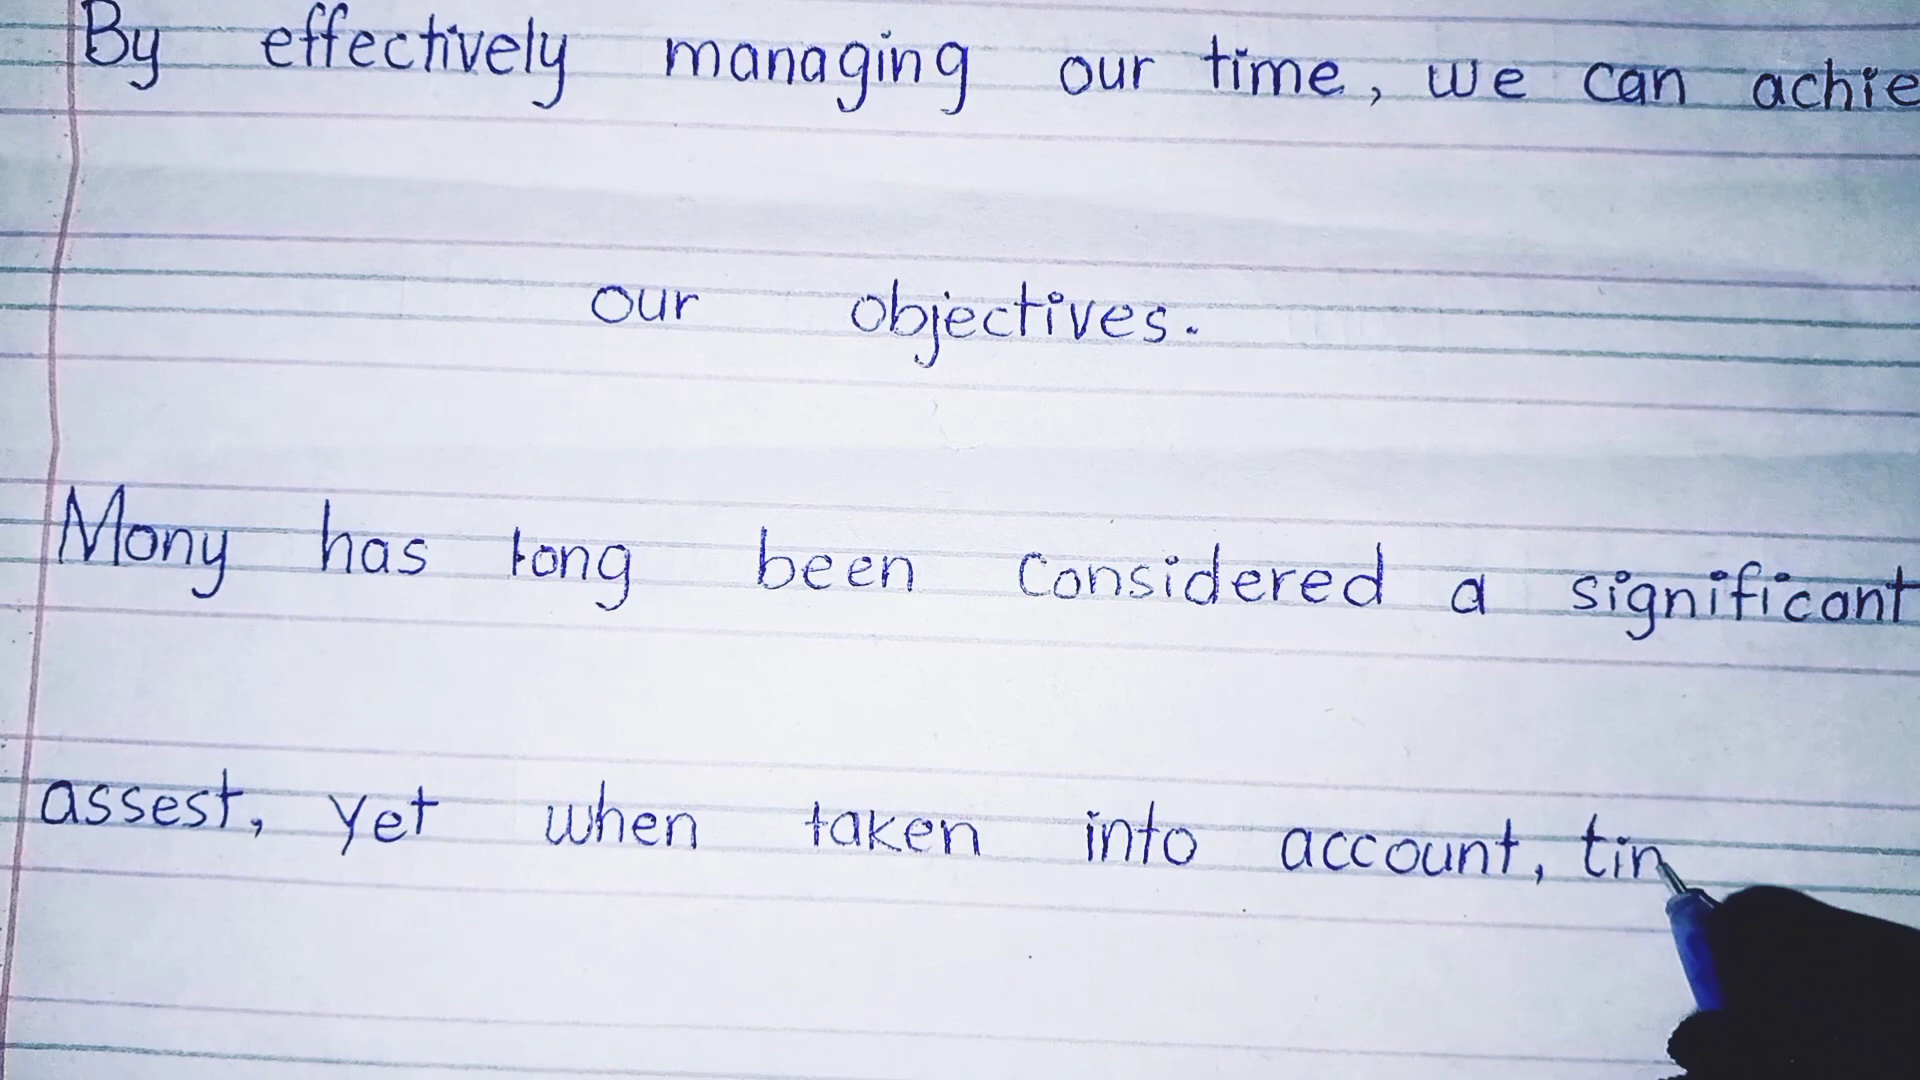 By effectively managing our time, we can achie
our objectives.
Mony has long been considered a significant
assest, yet when taken into account, tim